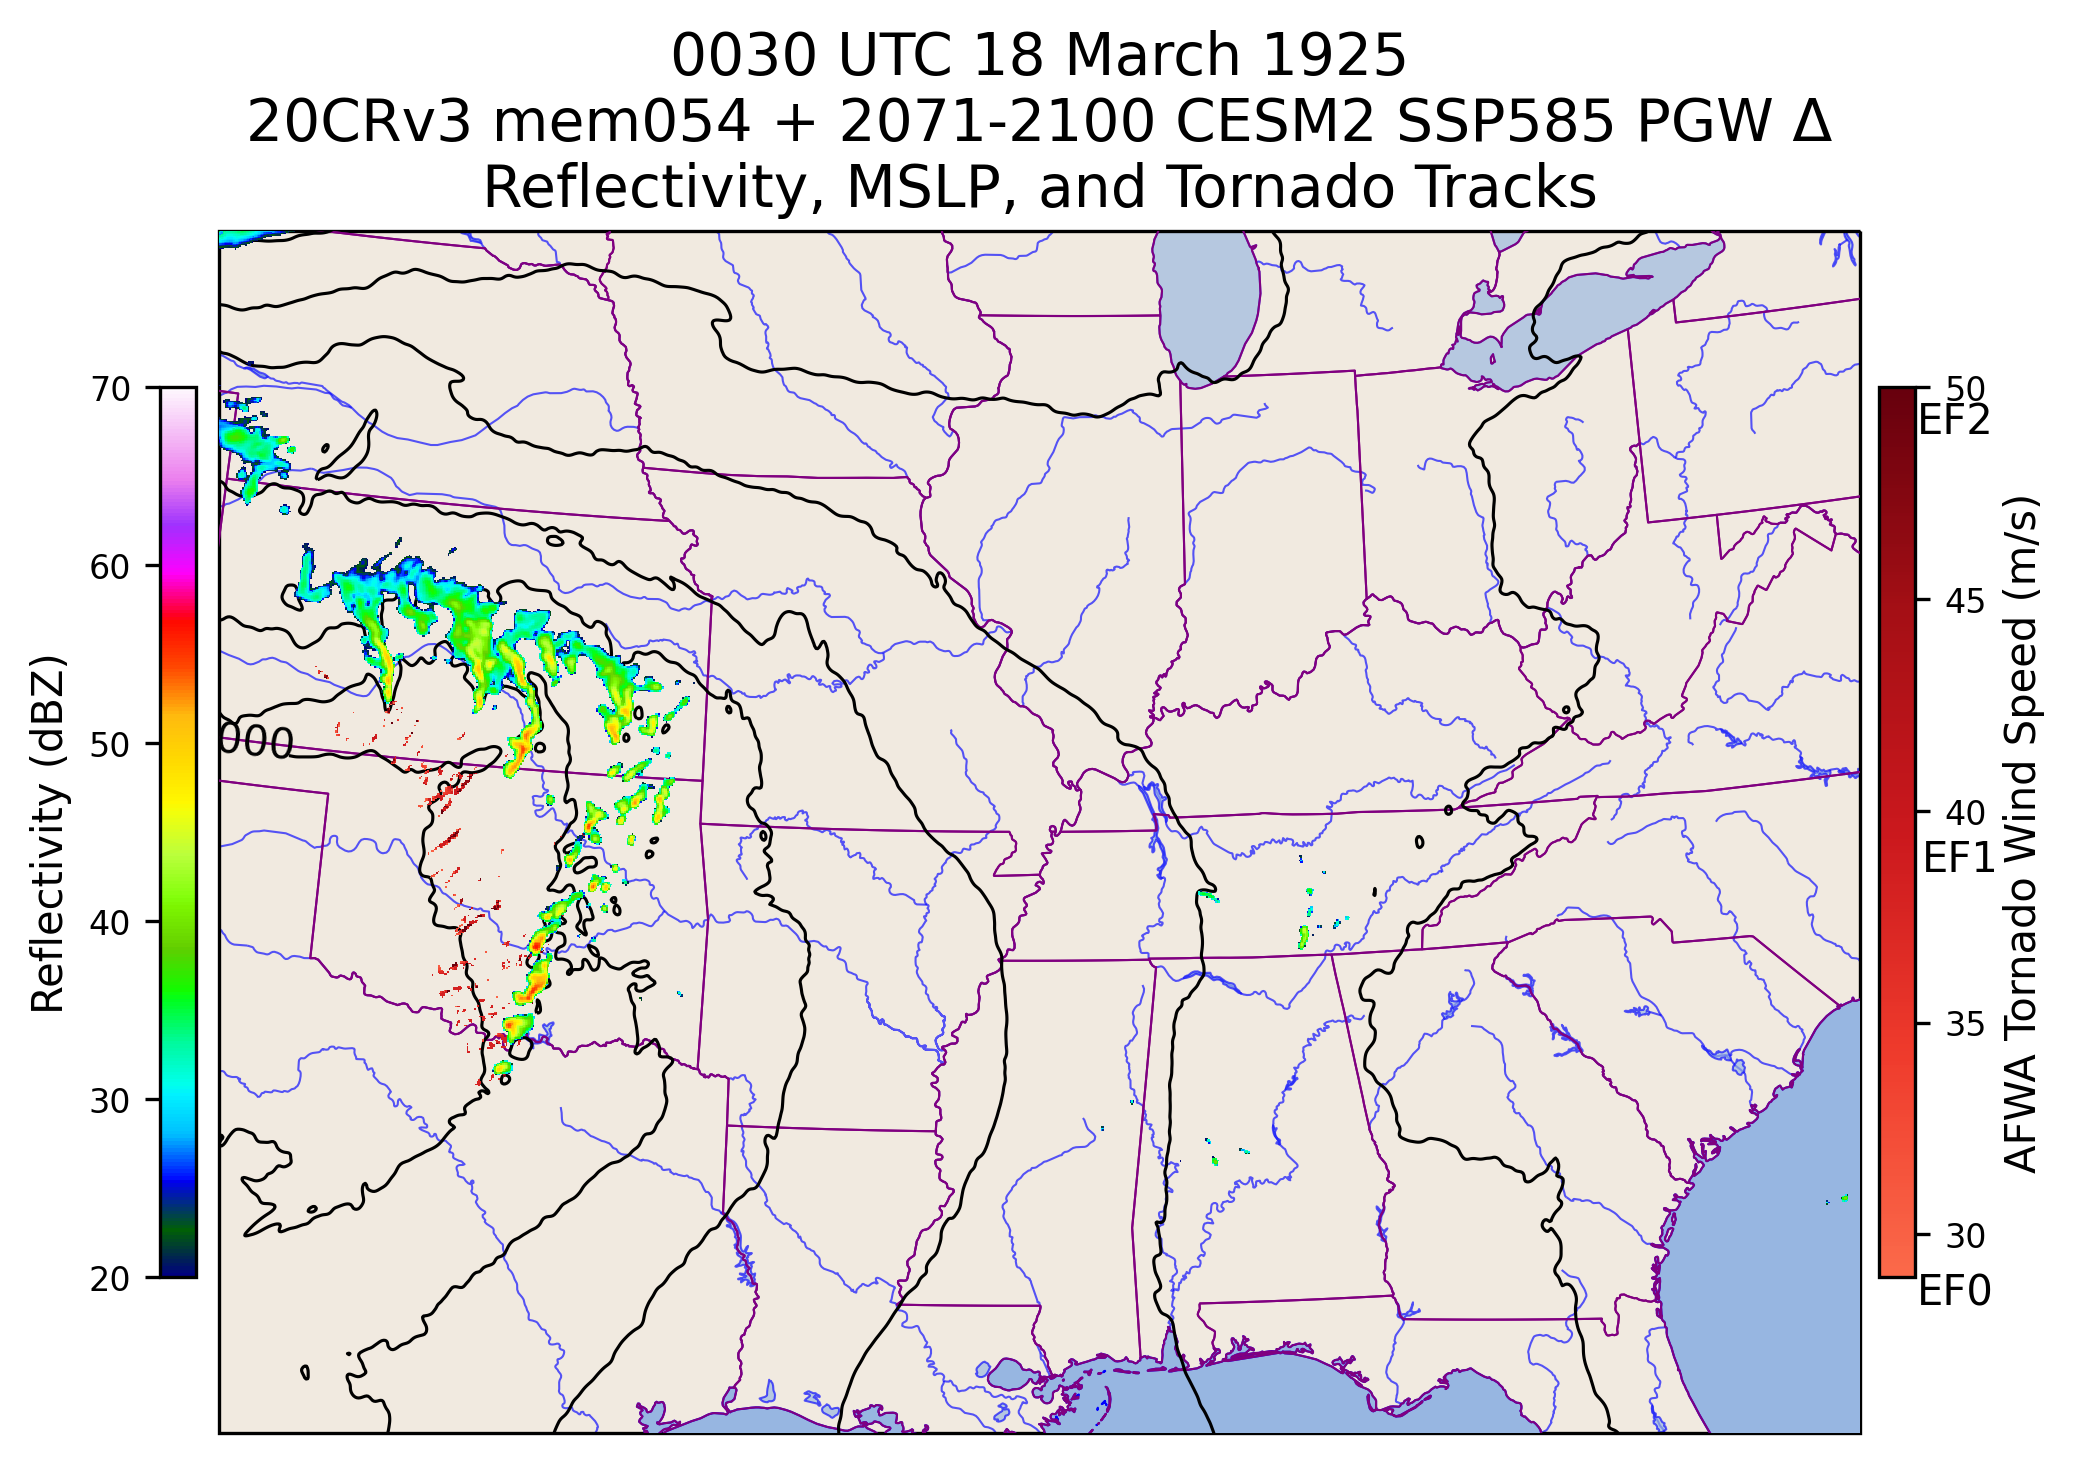 0030 UTC 18 March 1925
20CRv3 mem054 + 2071-2100 CESM2 SSP585 PGW Δ
Reflectivity, MSLP, and Tornado Tracks
Reflectivity (dBZ)
70
60
50
40
30
20
000
50
EF2
45
40
EF1
35
30
EF0
AFWA Tornado Wind Speed (m/s)